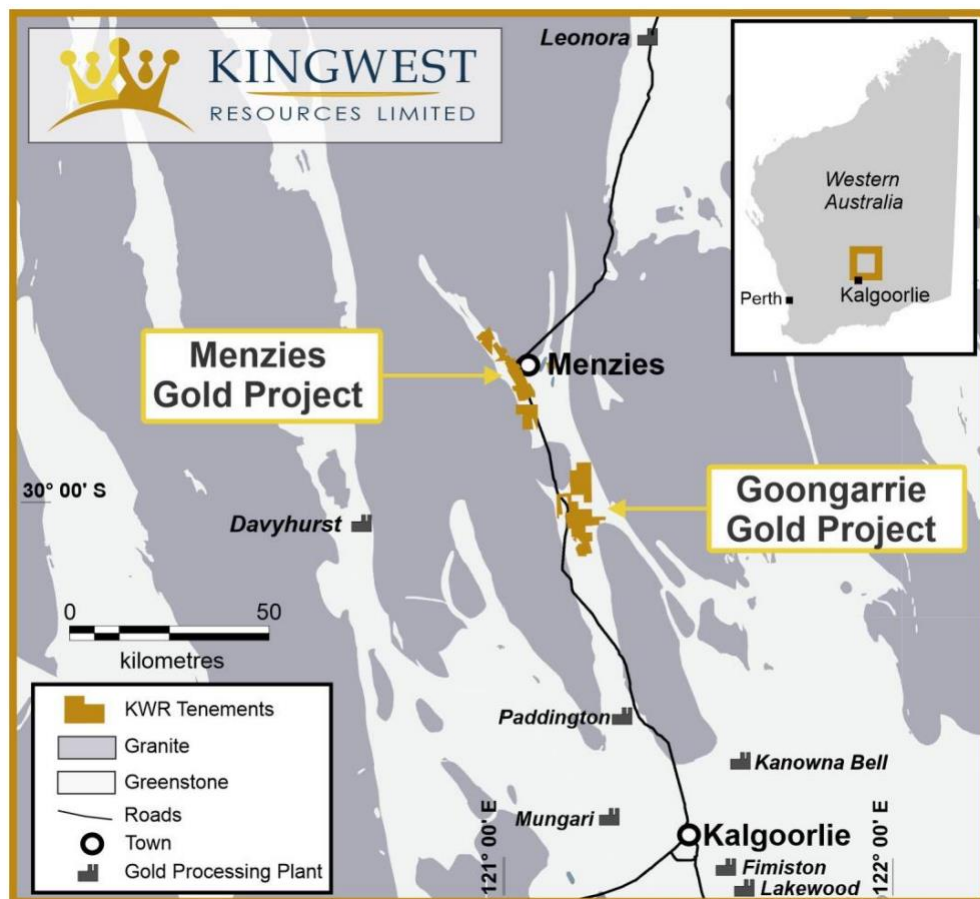 KINGWEST
RESOURCES LIMITED
Leonora
Western
Australia
Perth
Kalgoorlie
Menzies
Gold Project
Menzies
30° 00' S
Davyhurst
Goongarrie
Gold Project
0 50
kilometres
KWR Tenements
Granite
Greenstone
Roads
Town
Gold Processing Plant
Paddington
Kanowna Bell
Mungari
Kalgoorlie
Fimiston
Lakewood
121° 00' E
122° 00' E